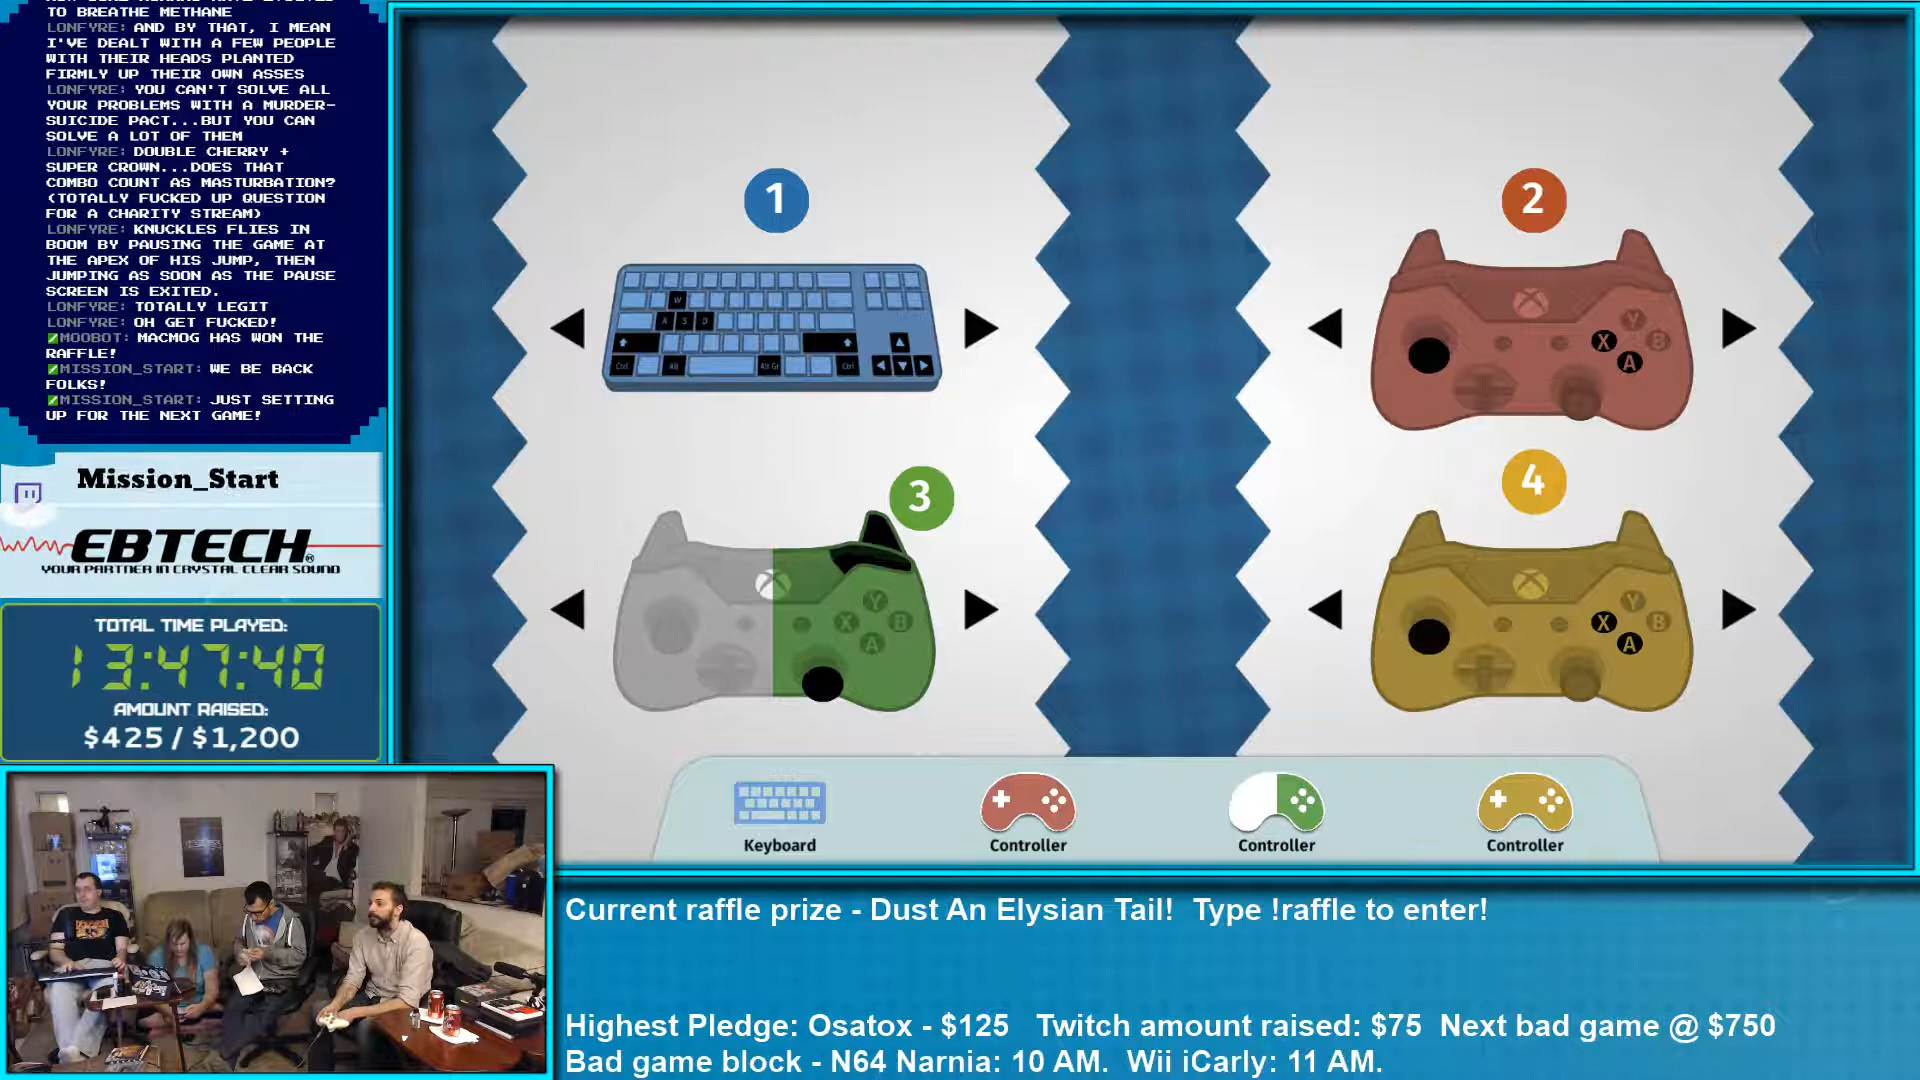 TO BREATHE METHANE
LONFYRE: AND BY THAT, I MEAN
I'VE DEALT WITH A FEW PEOPLE
WITH THEIR HEADS PLANTED
FIRMLY UP THEIR OWN ASSES
LONFYRE: YOU CAN'T SOLVE ALL
YOUR PROBLEMS WITH A MURDER-
SUICIDE PACT...BUT YOU CAN
SOLVE A LOT OF THEM
LONFYRE: DOUBLE CHERRY +
SUPER CROWN...DOES THAT
COMBO COUNT AS MASTURBATION?
(TOTALLY FUCKED UP QUESTION
FOR A CHARITY STREAM)
LONFYRE: KNUCKLES FLIES IN
BOOM BY PAUSING THE GAME AT
THE APEX OF HIS JUMP, THEN
JUMPING AS SOON AS THE PAUSE
SCREEN IS EXITED.
LONFYRE: TOTALLY LEGIT
LONFYRE: OH GET FUCKED!
MOOBOT: MACMOG HAS WON THE
RAFFLE!
MISSION_START: WE BE BACK
FOLKS!
MISSION_START: JUST SETTING
UP FOR THE NEXT GAME!
Mission_Start
EBTECH®
YOUR PARTNER IN CRYSTAL CLEAR SOUND
TOTAL TIME PLAYED:
13:47:40
AMOUNT RAISED:
$425 / $1,200
1
W
A S D
Ctrl Alt Alt Gr Ctrl
2
Y
X B
A
3
Y
X B
A
4
Y
X B
A
Keyboard
Controller
Controller
Controller
Current raffle prize - Dust An Elysian Tail! Type !raffle to enter!
Highest Pledge: Osatox - $125 Twitch amount raised: $75 Next bad game @ $750
Bad game block - N64 Narnia: 10 AM. Wii iCarly: 11 AM.